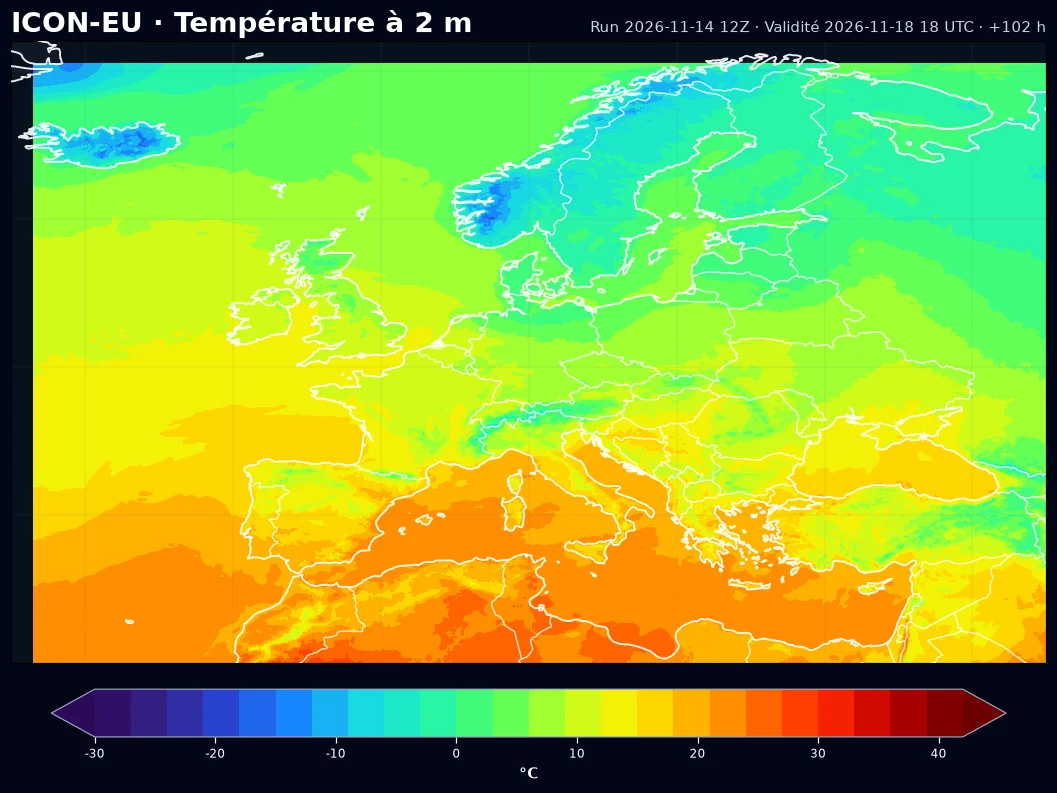 ICON-EU · Température à 2 m
Run 2026-11-14 12Z · Validité 2026-11-18 18 UTC · +102 h
-30 -20 -10 0 10 20 30 40
°C